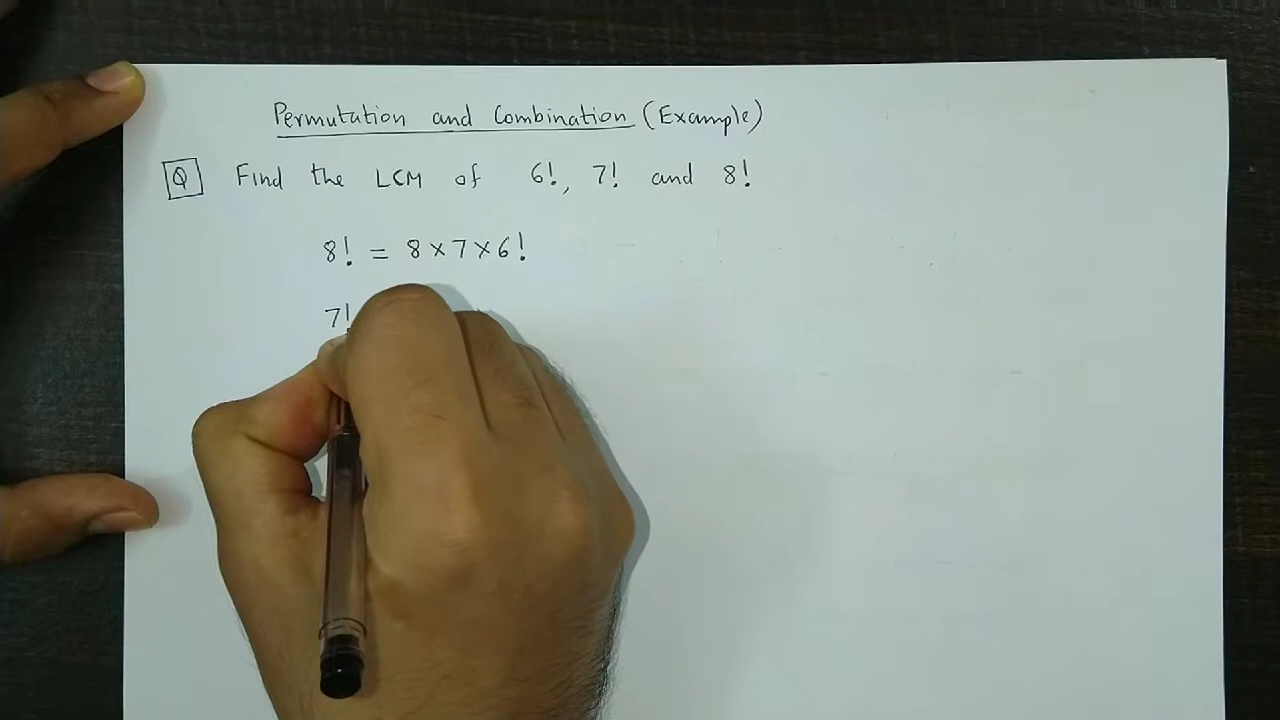 Permutation and Combination (Example)
Q Find the LCM of 6!, 7! and 8!
8! = 8 × 7 × 6!
7!